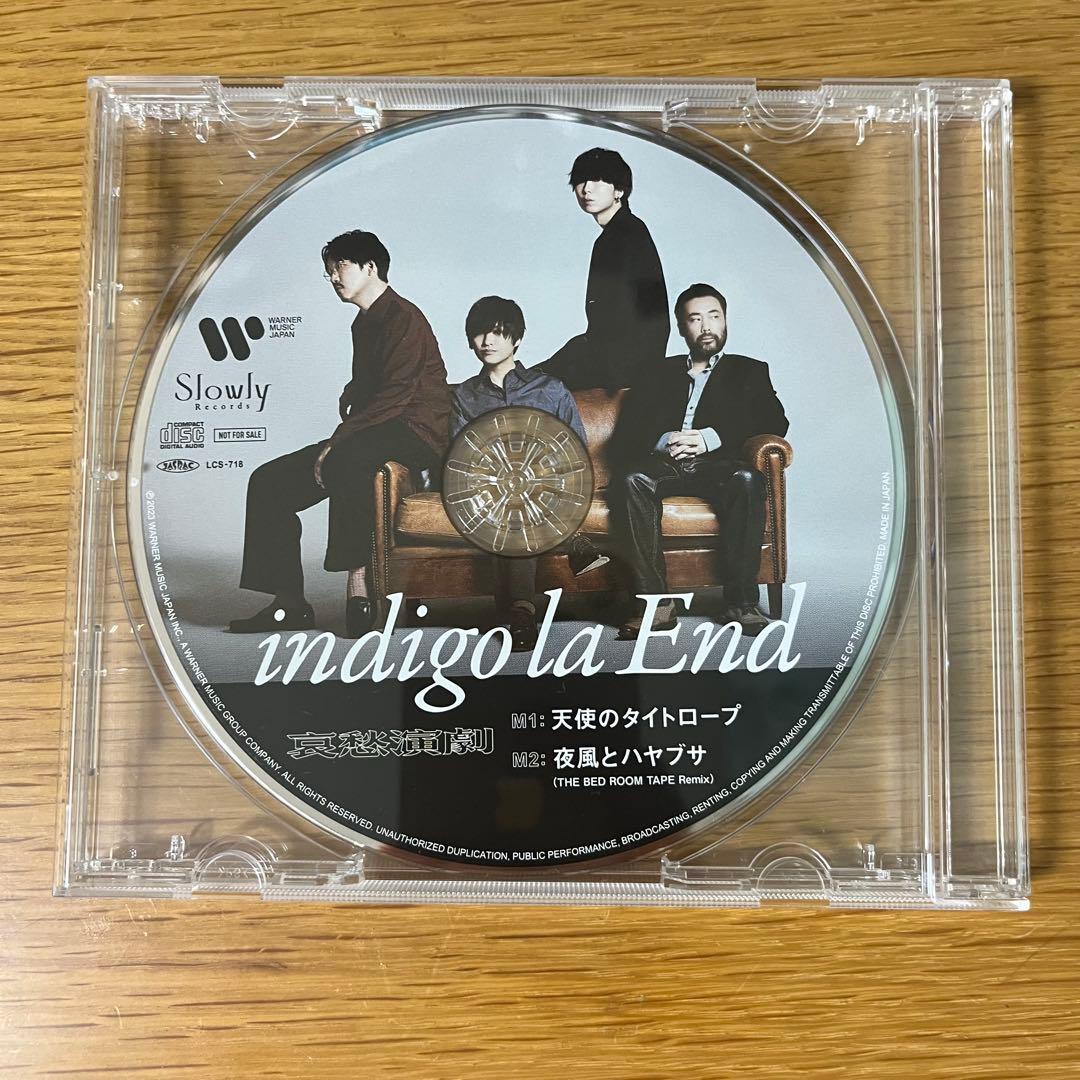 WARNER
MUSIC
JAPAN
Slowly
Records
COMPACT
disc
DIGITAL AUDIO
NOT FOR SALE
JASRAC
LCS-718
indigo la End
哀愁演劇
M1: 天使のタイトロープ
M2: 夜風とハヤブサ
(THE BED ROOM TAPE Remix)
℗2023 WARNER MUSIC JAPAN INC., A WARNER MUSIC GROUP COMPANY. ALL RIGHTS RESERVED. UNAUTHORIZED DUPLICATION, PUBLIC PERFORMANCE, BROADCASTING, RENTING, COPYING AND MAKING TRANSMITTABLE OF THIS DISC PROHIBITED. MADE IN JAPAN